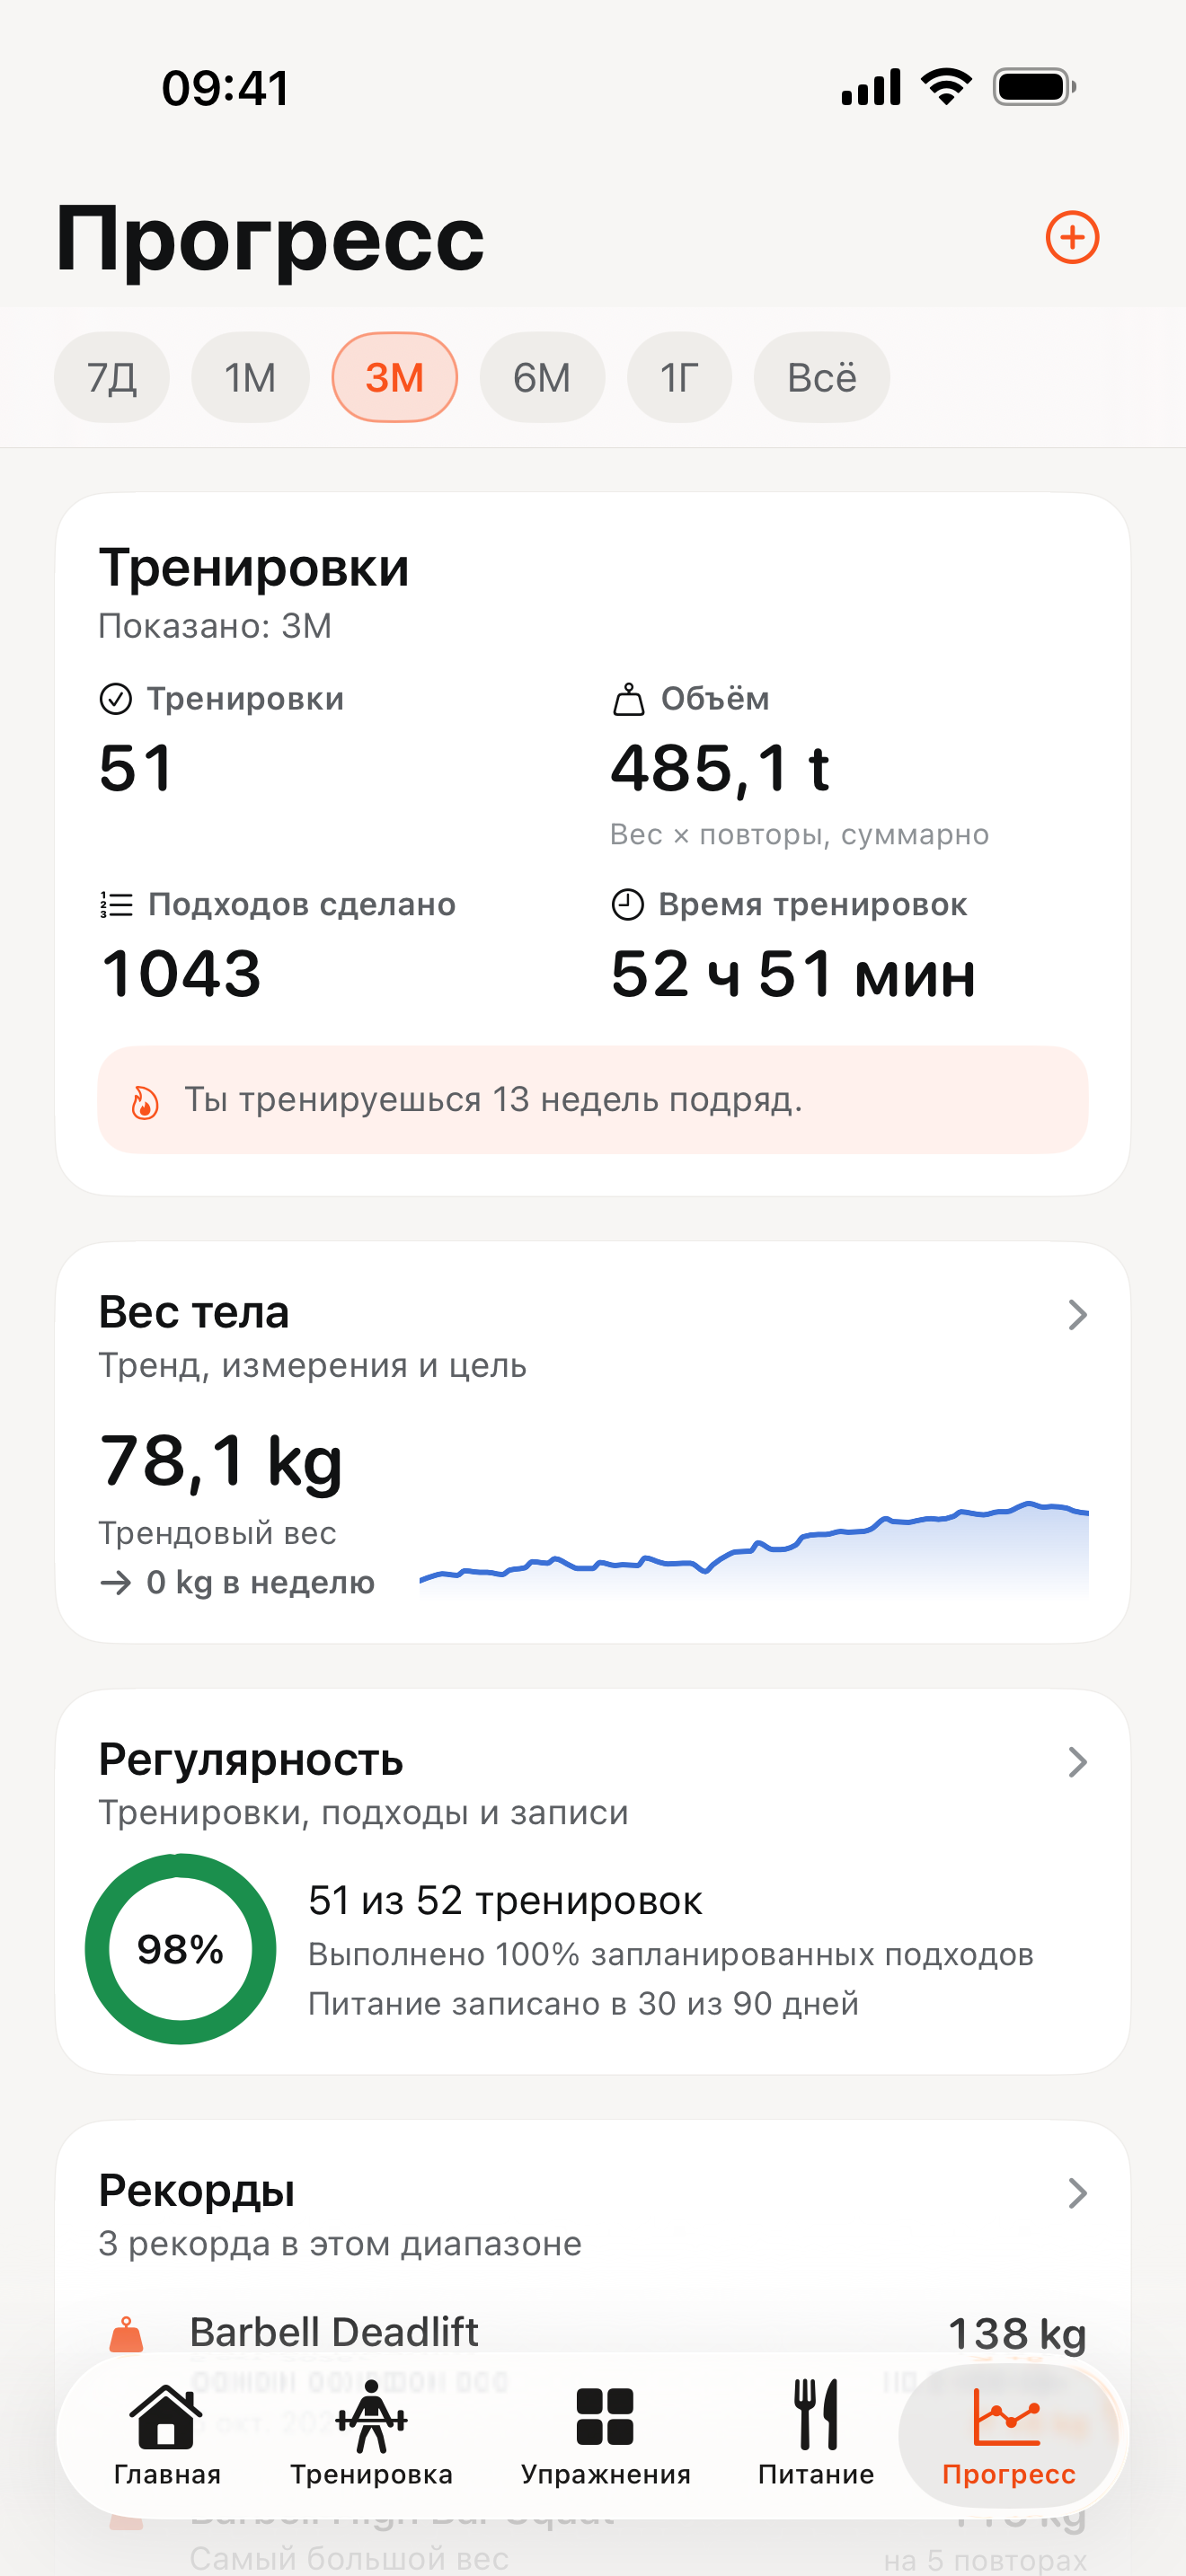 09:41
Прогресс
7Д 1М 3М 6М 1Г Всё
Тренировки
Показано: 3М
Тренировки Объём
51 485,1 t
Вес × повторы, суммарно
Подходов сделано Время тренировок
1043 52 ч 51 мин
Ты тренируешься 13 недель подряд.
Вес тела
Тренд, измерения и цель
78,1 kg
Трендовый вес
→ 0 kg в неделю
Регулярность
Тренировки, подходы и записи
98%
51 из 52 тренировок
Выполнено 100% запланированных подходов
Питание записано в 30 из 90 дней
Рекорды
3 рекорда в этом диапазоне
Barbell Deadlift 138 kg
Главная Тренировка Упражнения Питание Прогресс
Barbell High Bar Squat
Самый большой вес на 5 повторах